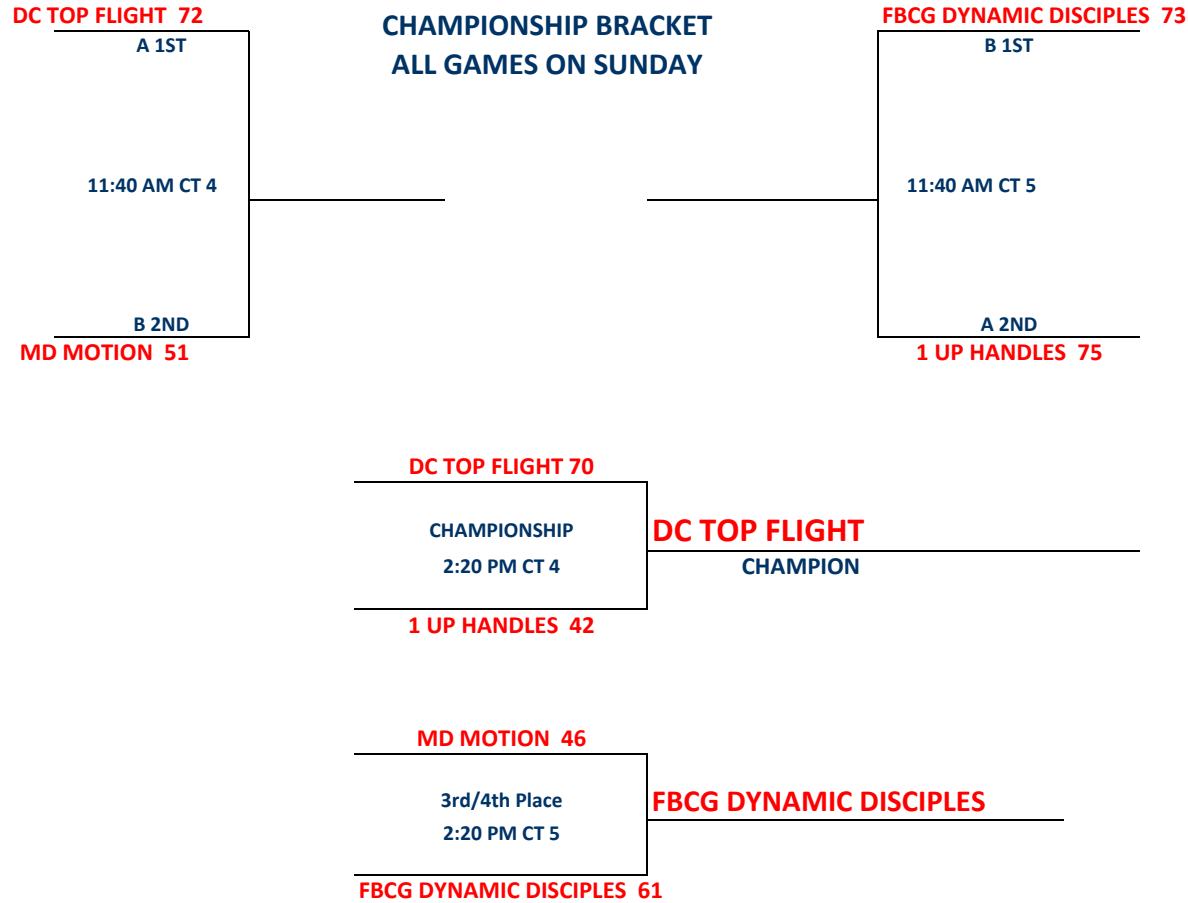 DC TOP FLIGHT 72
CHAMPIONSHIP BRACKET
FBCG DYNAMIC DISCIPLES 73
A 1ST
B 1ST
ALL GAMES ON SUNDAY
11:40 AM CT 4
11:40 AM CT 5
B 2ND
A 2ND
MD MOTION 51
1 UP HANDLES 75
DC TOP FLIGHT 70
CHAMPIONSHIP
DC TOP FLIGHT
2:20 PM CT 4
CHAMPION
1 UP HANDLES 42
MD MOTION 46
3rd/4th Place
FBCG DYNAMIC DISCIPLES
2:20 PM CT 5
FBCG DYNAMIC DISCIPLES 61